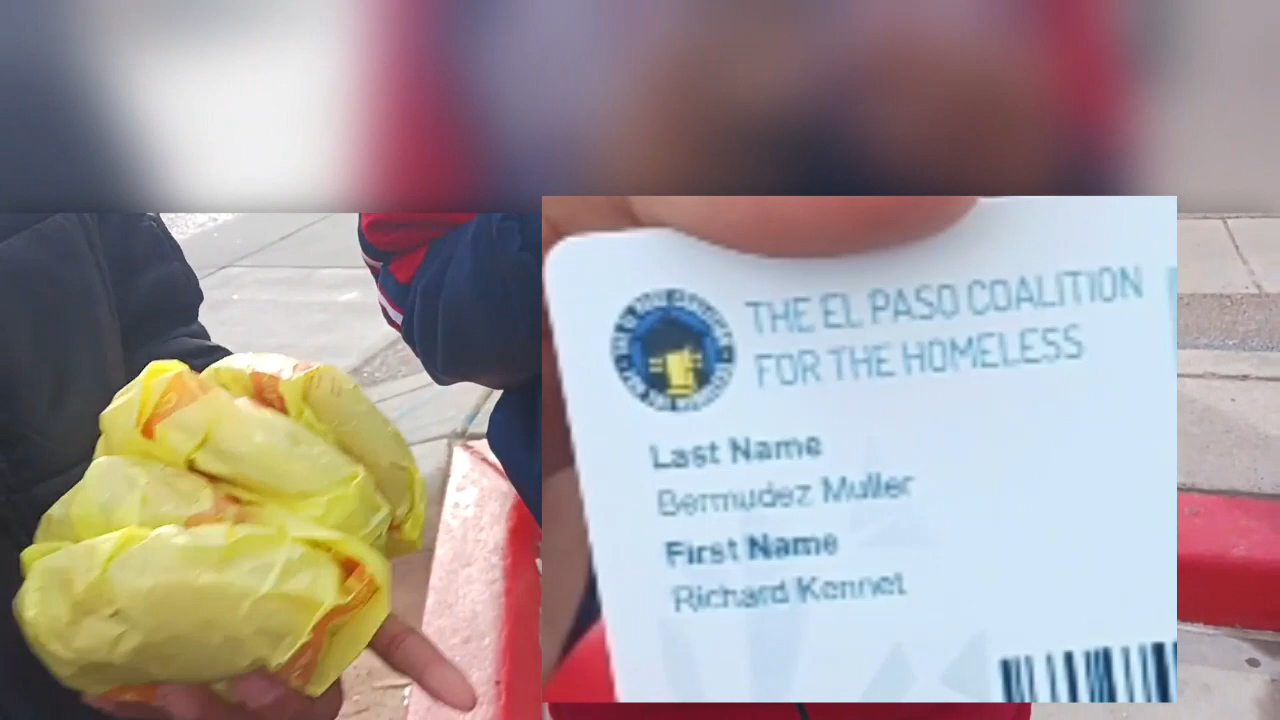 THE EL PASO COALITION
FOR THE HOMELESS
Last Name
Bermudez Muller
First Name
Richard Kennet